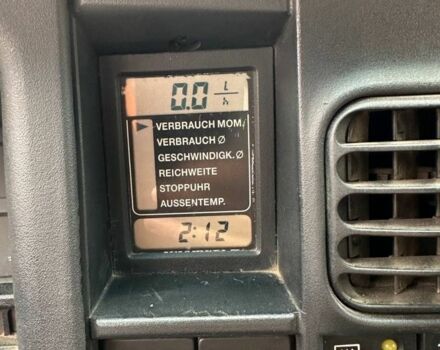 0.0 L/h
VERBRAUCH MOM.
VERBRAUCH Ø
GESCHWINDIGK. Ø
REICHWEITE
STOPPUHR
AUSSENTEMP.
2:12